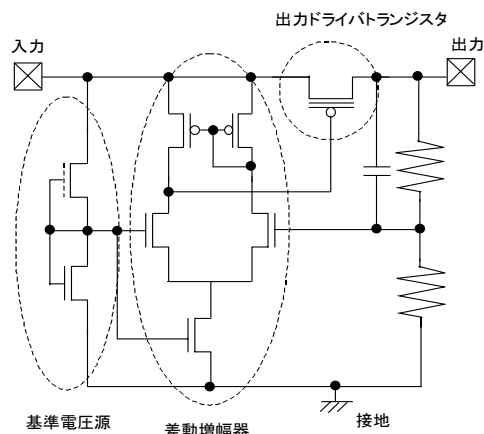 出力ドライバトランジスタ
入力
出力
基準電圧源
差動増幅器
接地